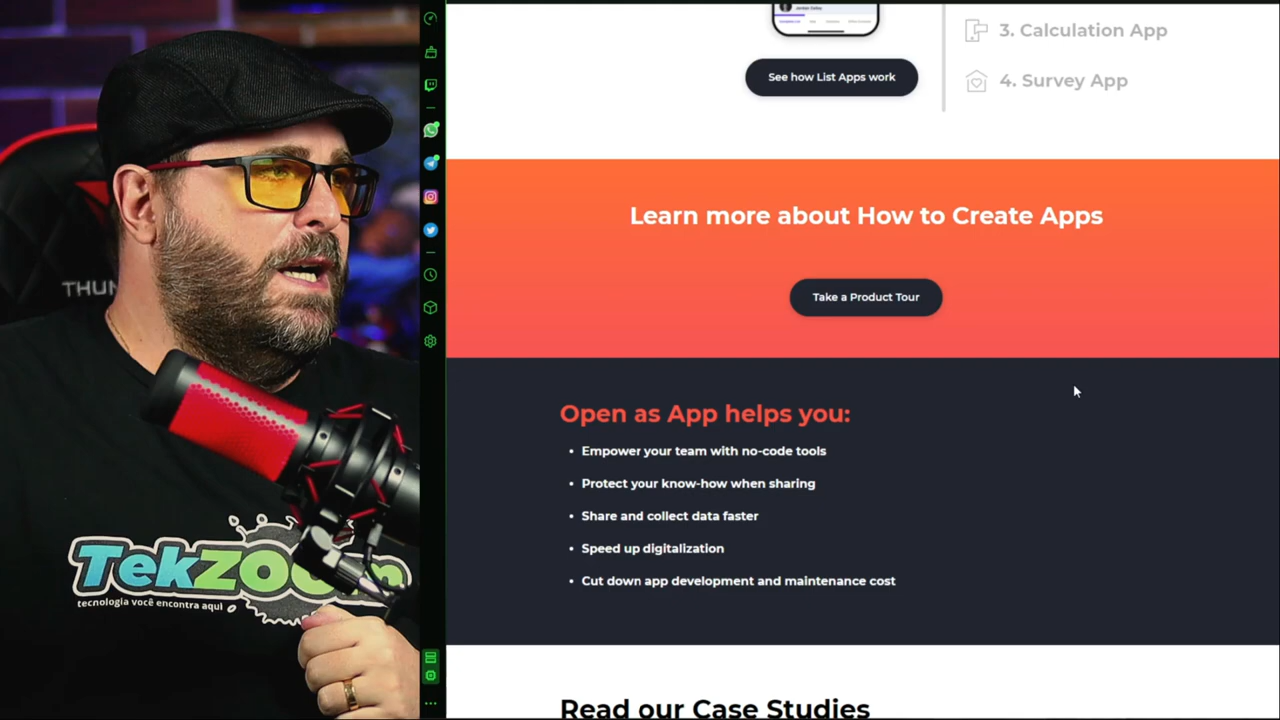 THUN
TekZOOm
tecnologia você encontra aqui
Jordan Dalley
See how List Apps work
3. Calculation App
4. Survey App
Learn more about How to Create Apps
Take a Product Tour
Open as App helps you:
• Empower your team with no-code tools
• Protect your know-how when sharing
• Share and collect data faster
• Speed up digitalization
• Cut down app development and maintenance cost
Read our Case Studies